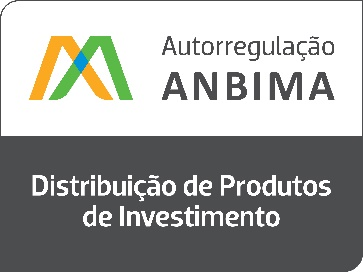 Autorregulação
ANBIMA
Distribuição de Produtos
de Investimento